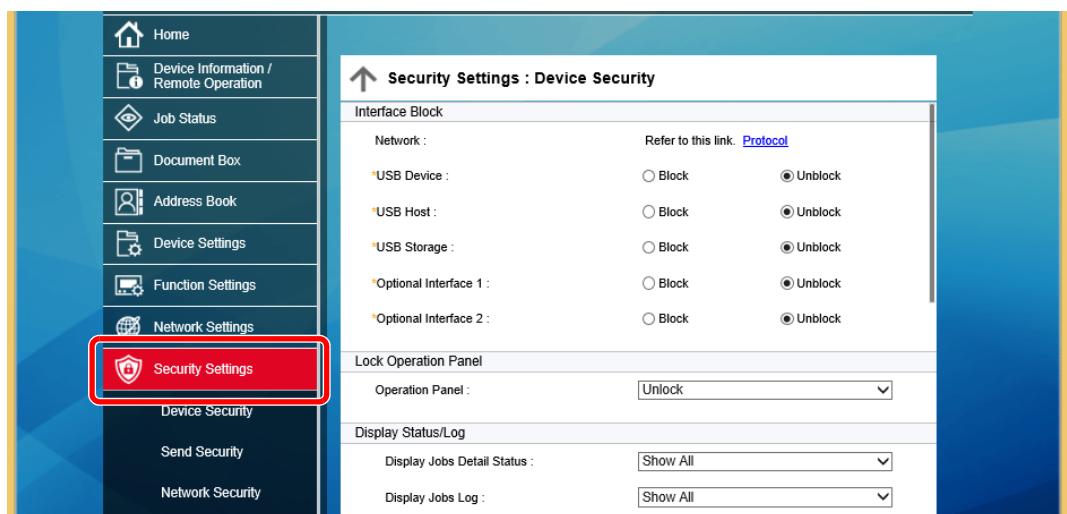 Home
Device Information /
Remote Operation
Job Status
Document Box
Address Book
Device Settings
Function Settings
Network Settings
Security Settings
Device Security
Send Security
Network Security
Security Settings : Device Security
Interface Block
Network : Refer to this link. Protocol
*USB Device : Block Unblock
*USB Host : Block Unblock
*USB Storage : Block Unblock
*Optional Interface 1 : Block Unblock
*Optional Interface 2 : Block Unblock
Lock Operation Panel
Operation Panel : Unlock
Display Status/Log
Display Jobs Detail Status : Show All
Display Jobs Log : Show All